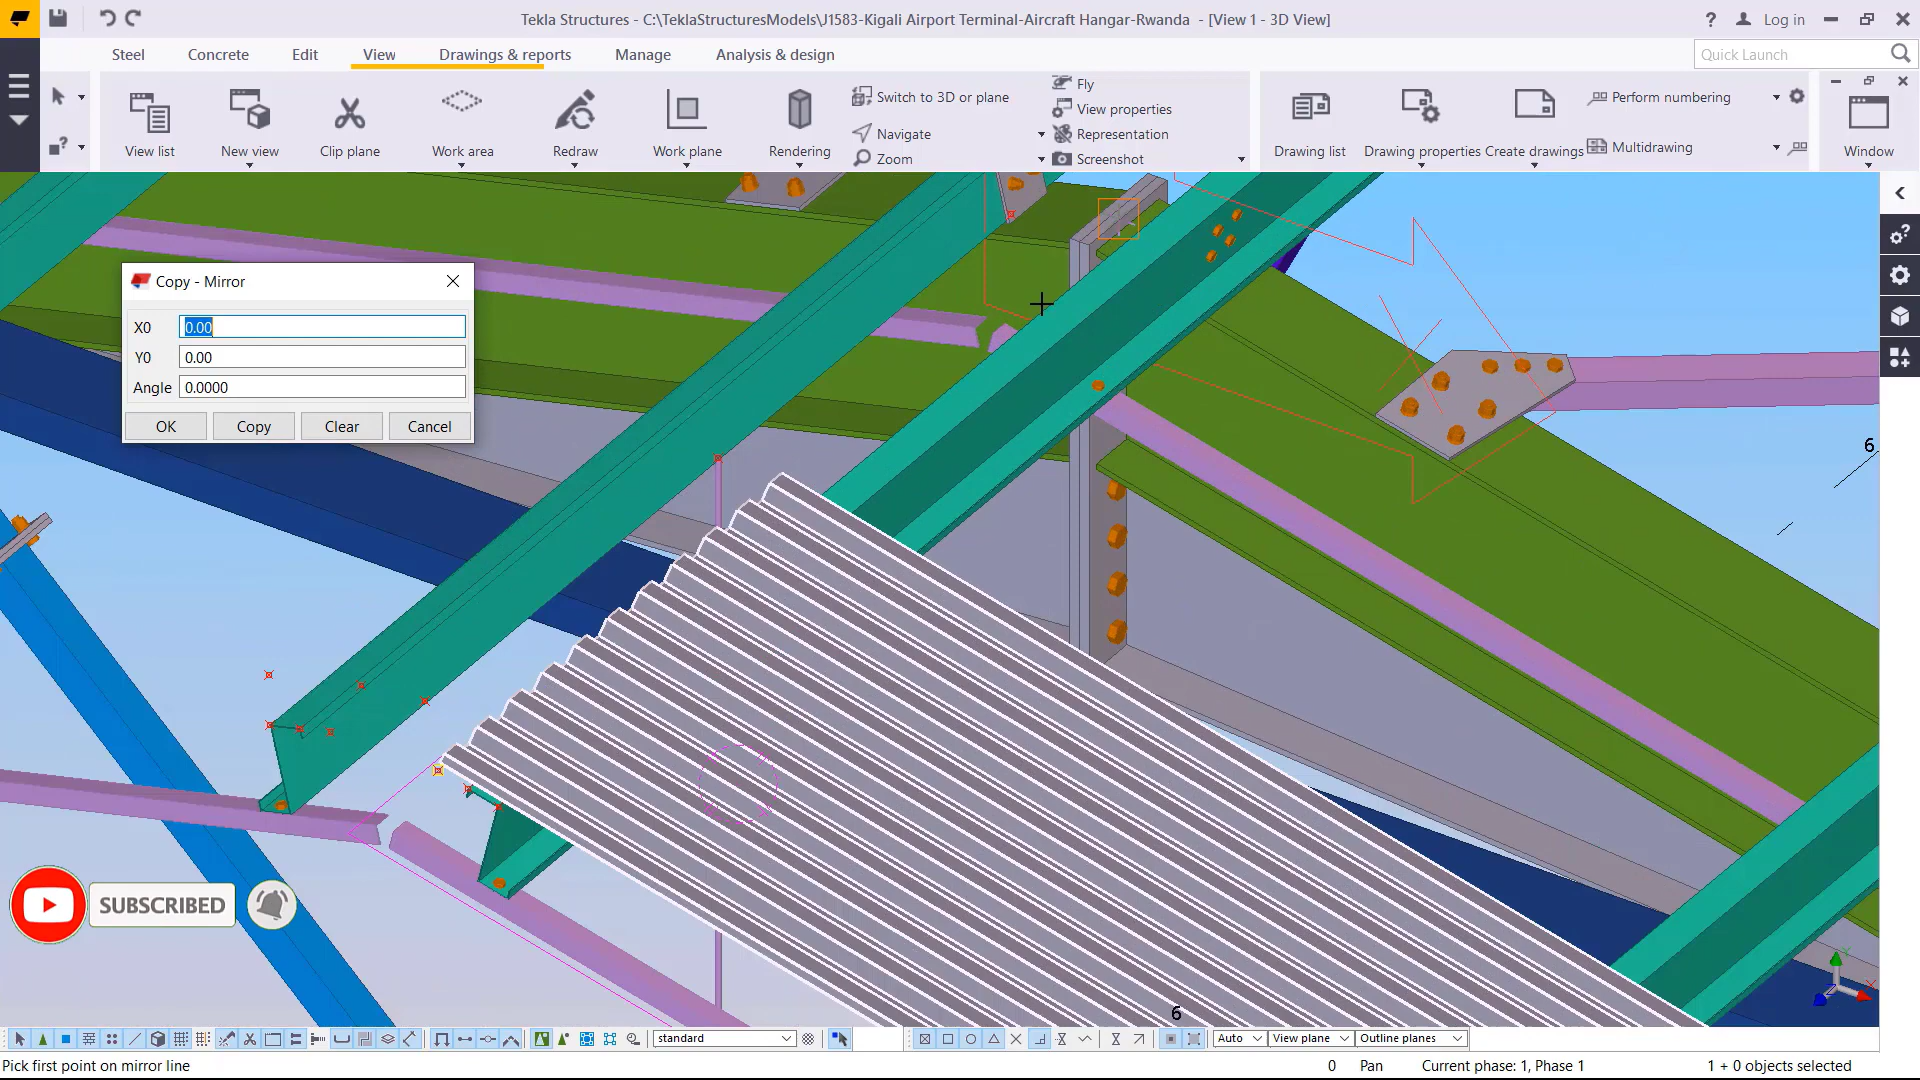 Tekla Structures - C:\TeklaStructuresModels\J1583-Kigali Airport Terminal-Aircraft Hangar-Rwanda - [View 1 - 3D View]
? Log in
Steel Concrete Edit View Drawings & reports Manage Analysis & design
Quick Launch
View list
New view
Clip plane
Work area
Redraw
Work plane
Rendering
Switch to 3D or plane
Navigate
Zoom
Fly
View properties
Representation
Screenshot
Drawing list
Drawing properties
Create drawings
Perform numbering
Multidrawing
Window
Copy - Mirror
X0 0.00
Y0 0.00
Angle 0.0000
OK Copy Clear Cancel
6
SUBSCRIBED
6
standard
Auto
View plane
Outline planes
Pick first point on mirror line
0 Pan Current phase: 1, Phase 1 1 + 0 objects selected